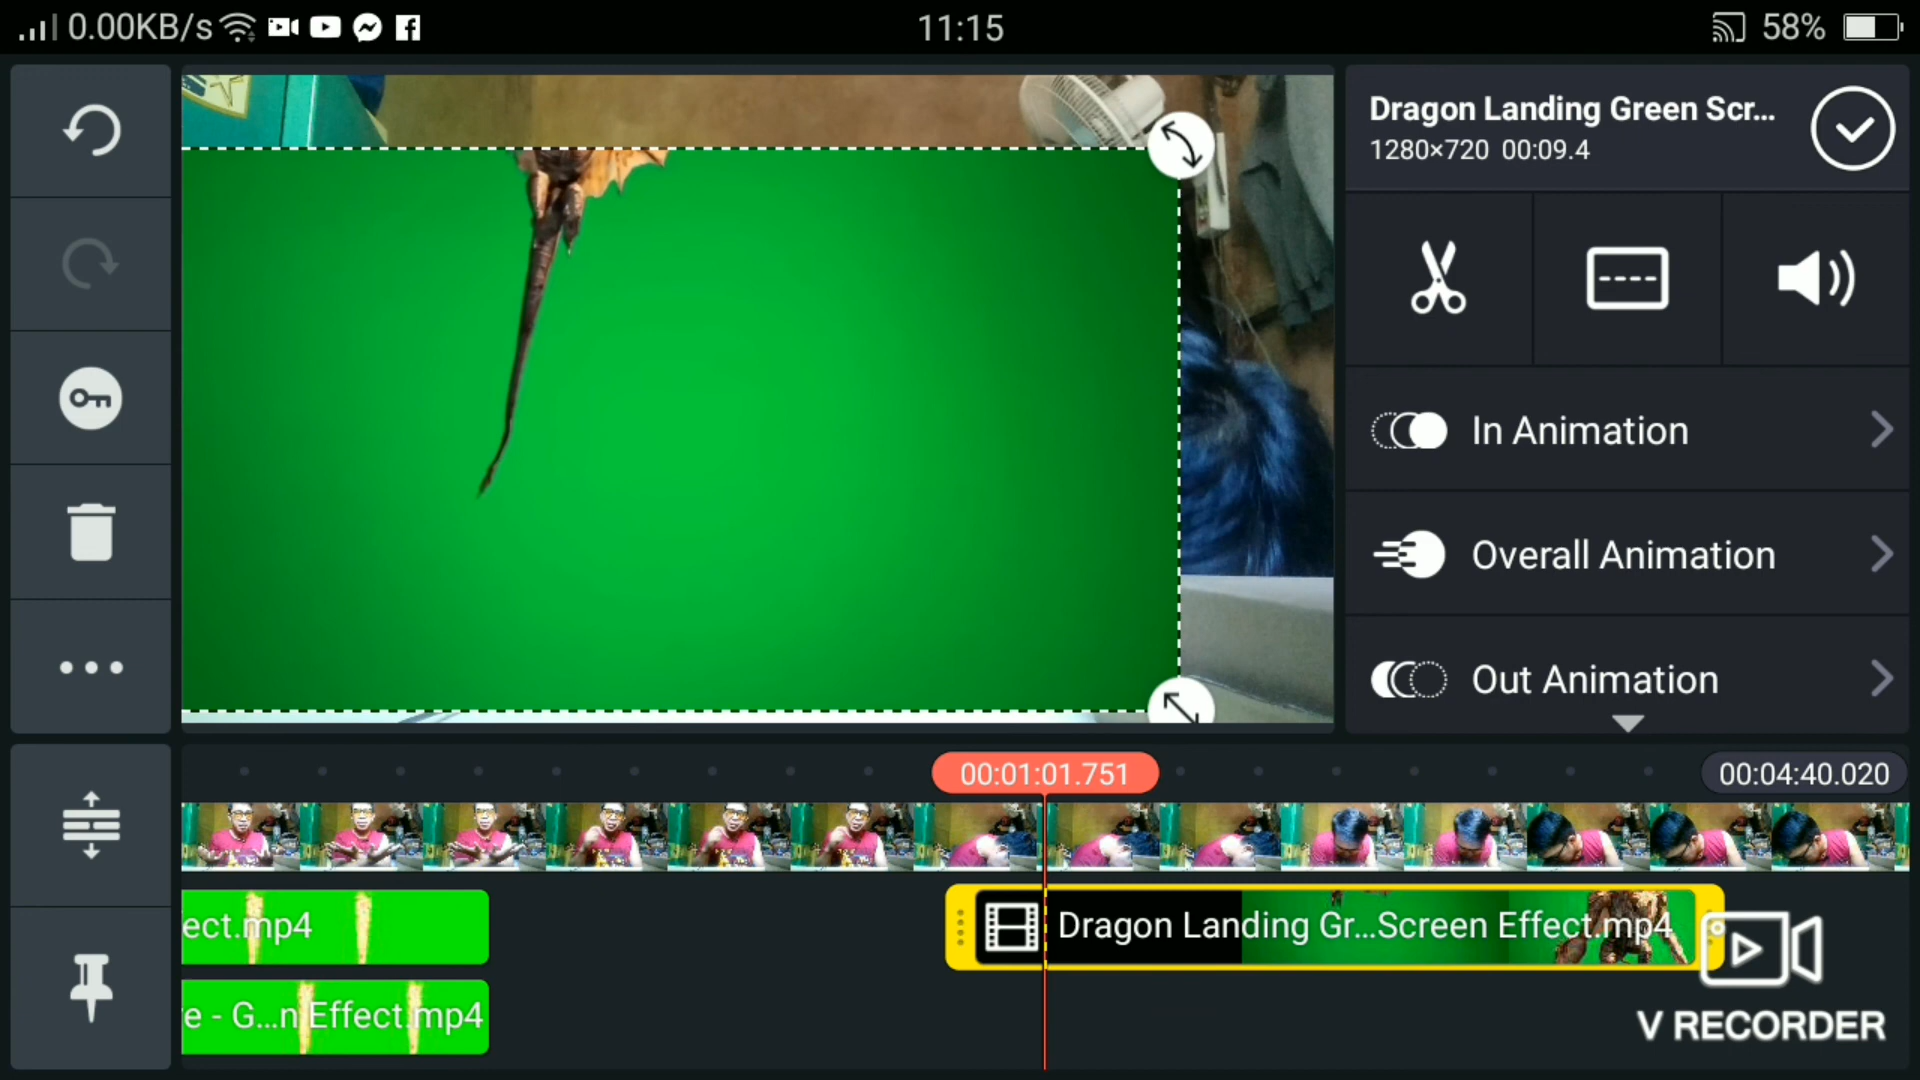 0.00KB/s
11:15
58%
Dragon Landing Green Scr...
1280×720 00:09.4
In Animation
Overall Animation
Out Animation
00:01:01.751
00:04:40.020
ect.mp4
Dragon Landing Gr...Screen Effect.mp4
e - G...n Effect.mp4
V RECORDER